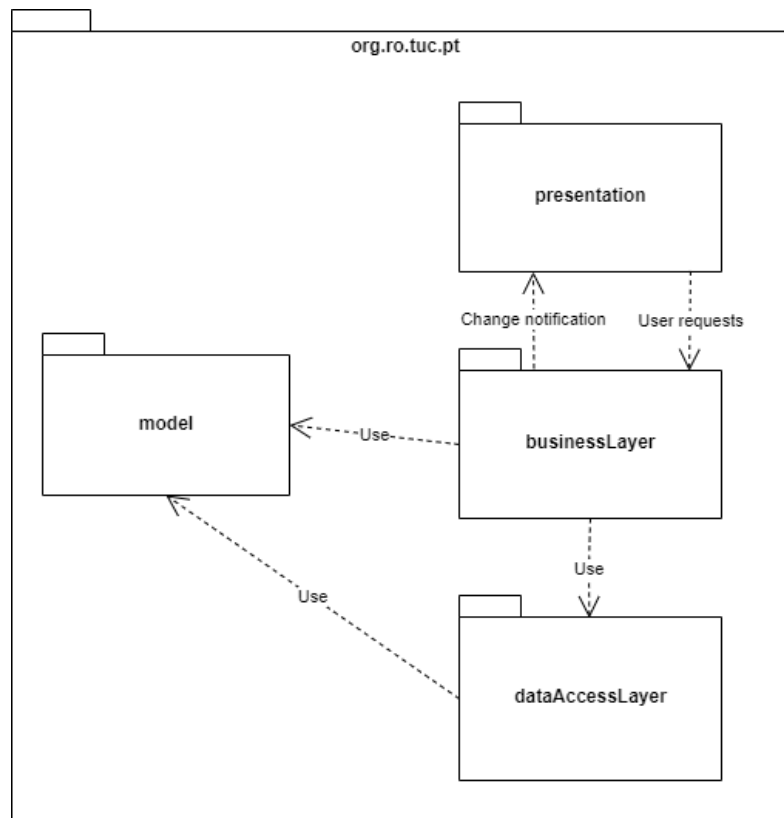 org.ro.tuc.pt
presentation
Change notification
User requests
model
Use
businessLayer
Use
Use
dataAccessLayer